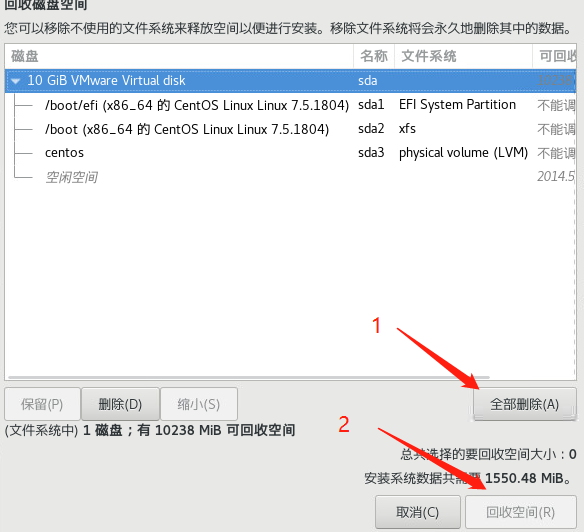 回收磁盘空间
您可以移除不使用的文件系统来释放空间以便进行安装。移除文件系统将会永久地删除其中的数据。
磁盘 名称 文件系统 可回收
10 GiB VMware Virtual disk sda
/boot/efi (x86_64 的 CentOS Linux Linux 7.5.1804) sda1 EFI System Partition 不能调
/boot (x86_64 的 CentOS Linux Linux 7.5.1804) sda2 xfs 不能调
centos sda3 physical volume (LVM) 不能调
空闲空间 2014.5
1
保留(P) 删除(D) 缩小(S) 全部删除(A)
(文件系统中) 1 磁盘；有 10238 MiB 可回收空间
2
总共选择的要回收空间大小：0
安装系统数据共需要 1550.48 MiB。
取消(C) 回收空间(R)